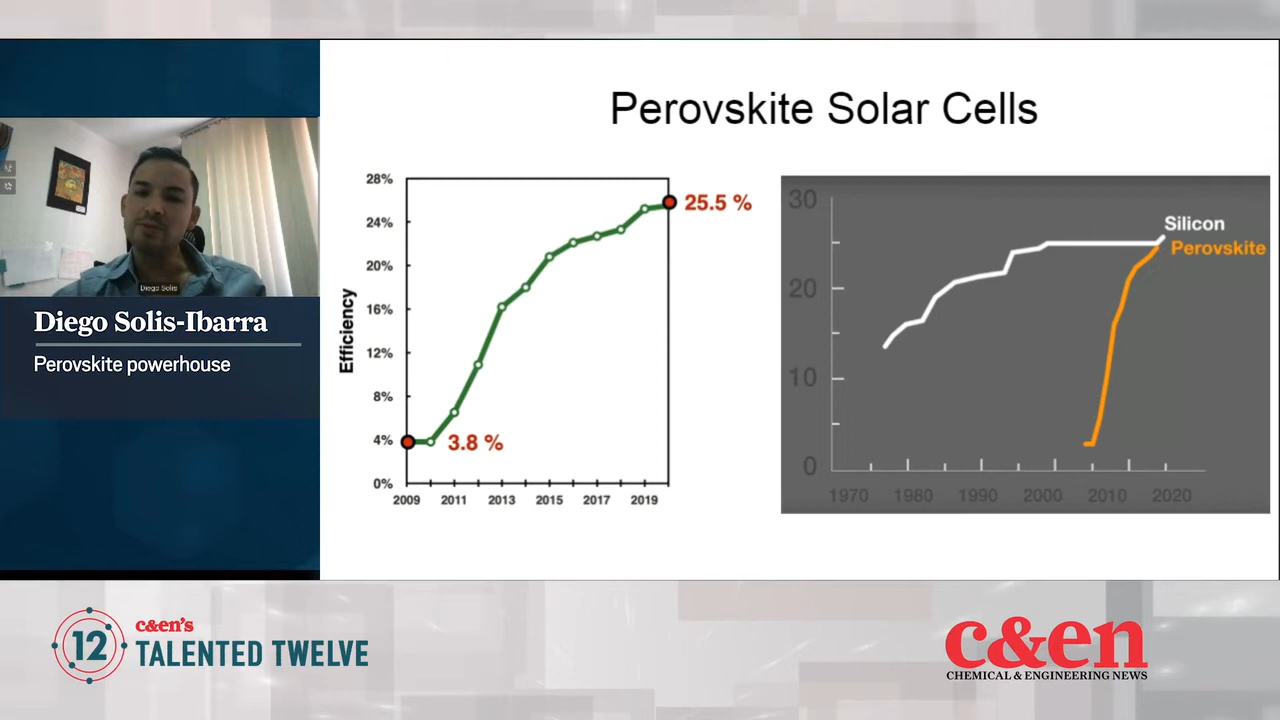 Perovskite Solar Cells
Diego Solis
Diego Solis-Ibarra
Perovskite powerhouse
Efficiency
28%
24%
20%
16%
12%
8%
4%
0%
25.5 %
3.8 %
2009 2011 2013 2015 2017 2019
30
20
10
0
Silicon
Perovskite
1970 1980 1990 2000 2010 2020
12
c&en's
TALENTED TWELVE
c&en
CHEMICAL & ENGINEERING NEWS